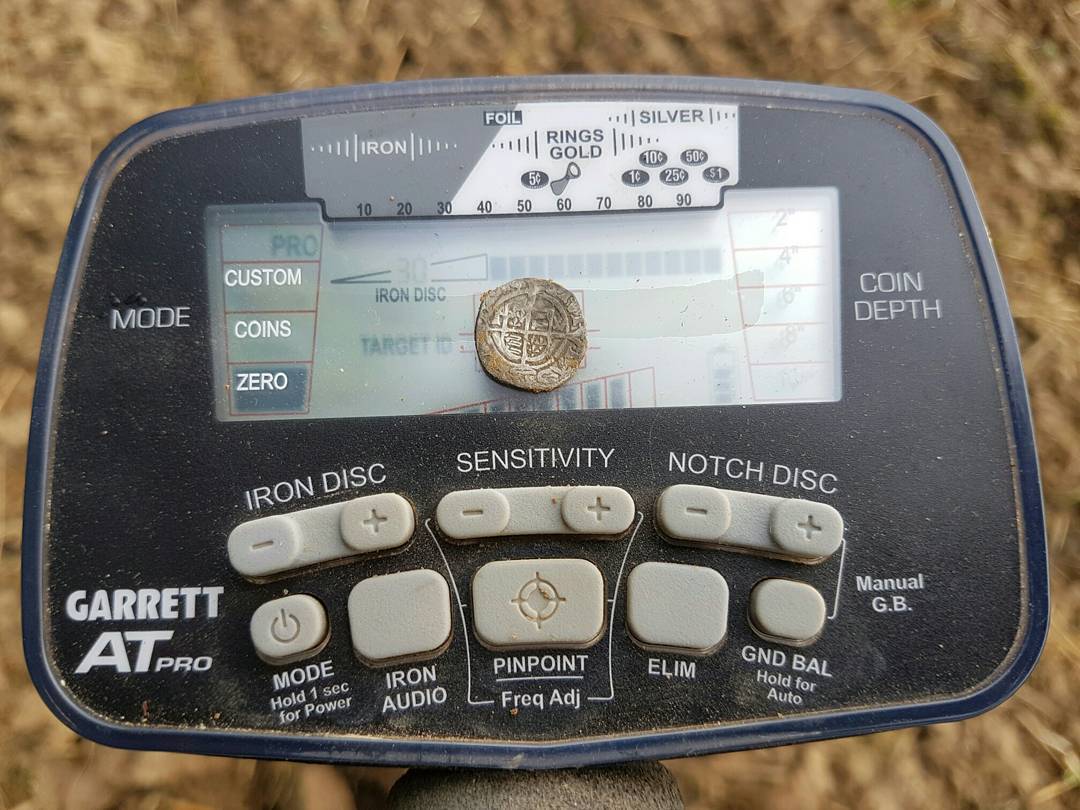 FOIL
SILVER
IRON
RINGS
GOLD
10¢ 50¢
5¢ 1¢ 25¢ $1
10 20 30 40 50 60 70 80 90
PRO
2"
4"
CUSTOM
30
6"
IRON DISC
COIN
DEPTH
MODE
COINS
8"
TARGET ID
ZERO
IRON DISC
SENSITIVITY
NOTCH DISC
- +
- +
- +
GARRETT
AT PRO
Manual
G.B.
MODE
Hold 1 sec
for Power
IRON
AUDIO
PINPOINT
Freq Adj
ELIM
GND BAL
Hold for
Auto